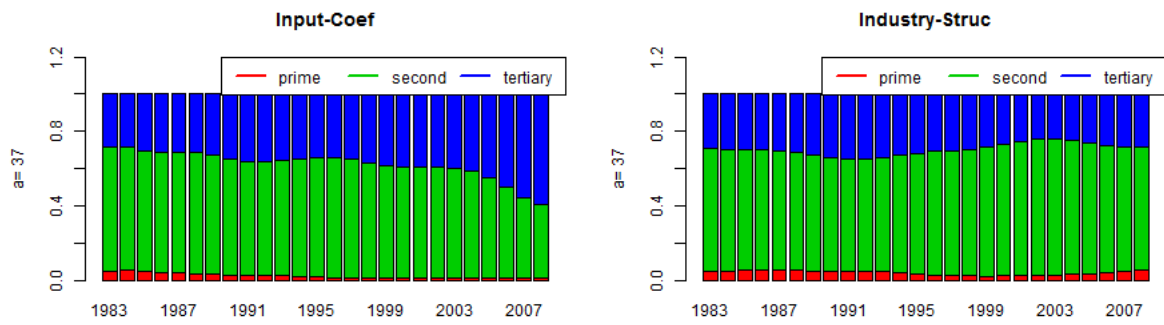 Input-Coef
prime second tertiary
a= 37
1.2
0.8
0.4
0.0
1983 1987 1991 1995 1999 2003 2007
Industry-Struc
prime second tertiary
a= 37
1.2
0.8
0.4
0.0
1983 1987 1991 1995 1999 2003 2007